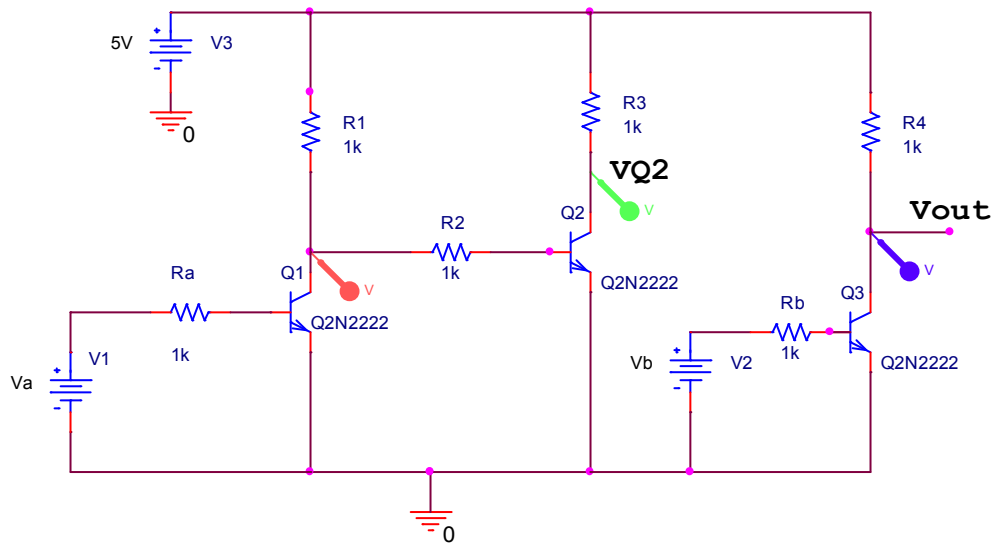 5V
V3
0
R1
1k
R3
1k
R4
1k
VQ2
V
Q2
Vout
R2
1k
V
Q2N2222
V
Ra
1k
Q1
Q2N2222
Q3
Rb
1k
Q2N2222
Va
V1
Vb
V2
0